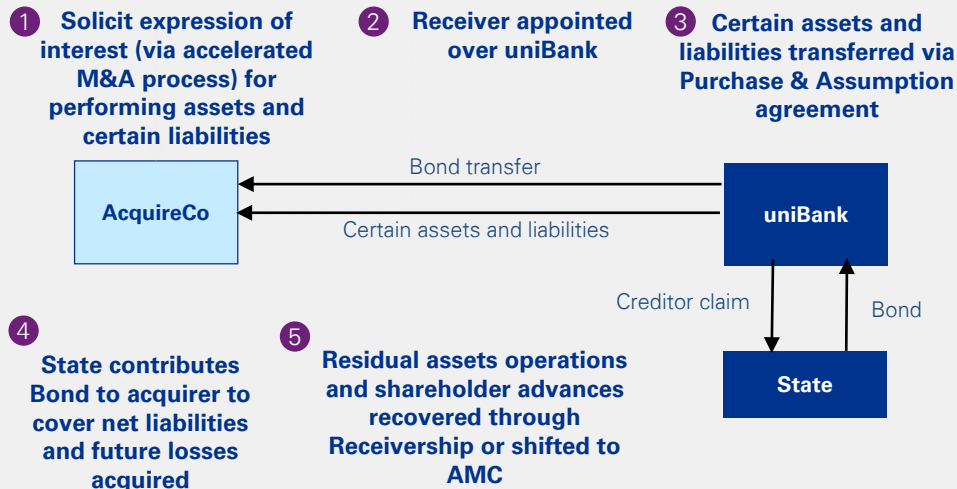 1
Solicit expression of
interest (via accelerated
M&A process) for
performing assets and
certain liabilities
2
Receiver appointed
over uniBank
3
Certain assets and
liabilities transferred via
Purchase & Assumption
agreement
Bond transfer
AcquireCo
uniBank
Certain assets and liabilities
Creditor claim
Bond
State
4
State contributes
Bond to acquirer to
cover net liabilities
and future losses
acquired
5
Residual assets operations
and shareholder advances
recovered through
Receivership or shifted to
AMC